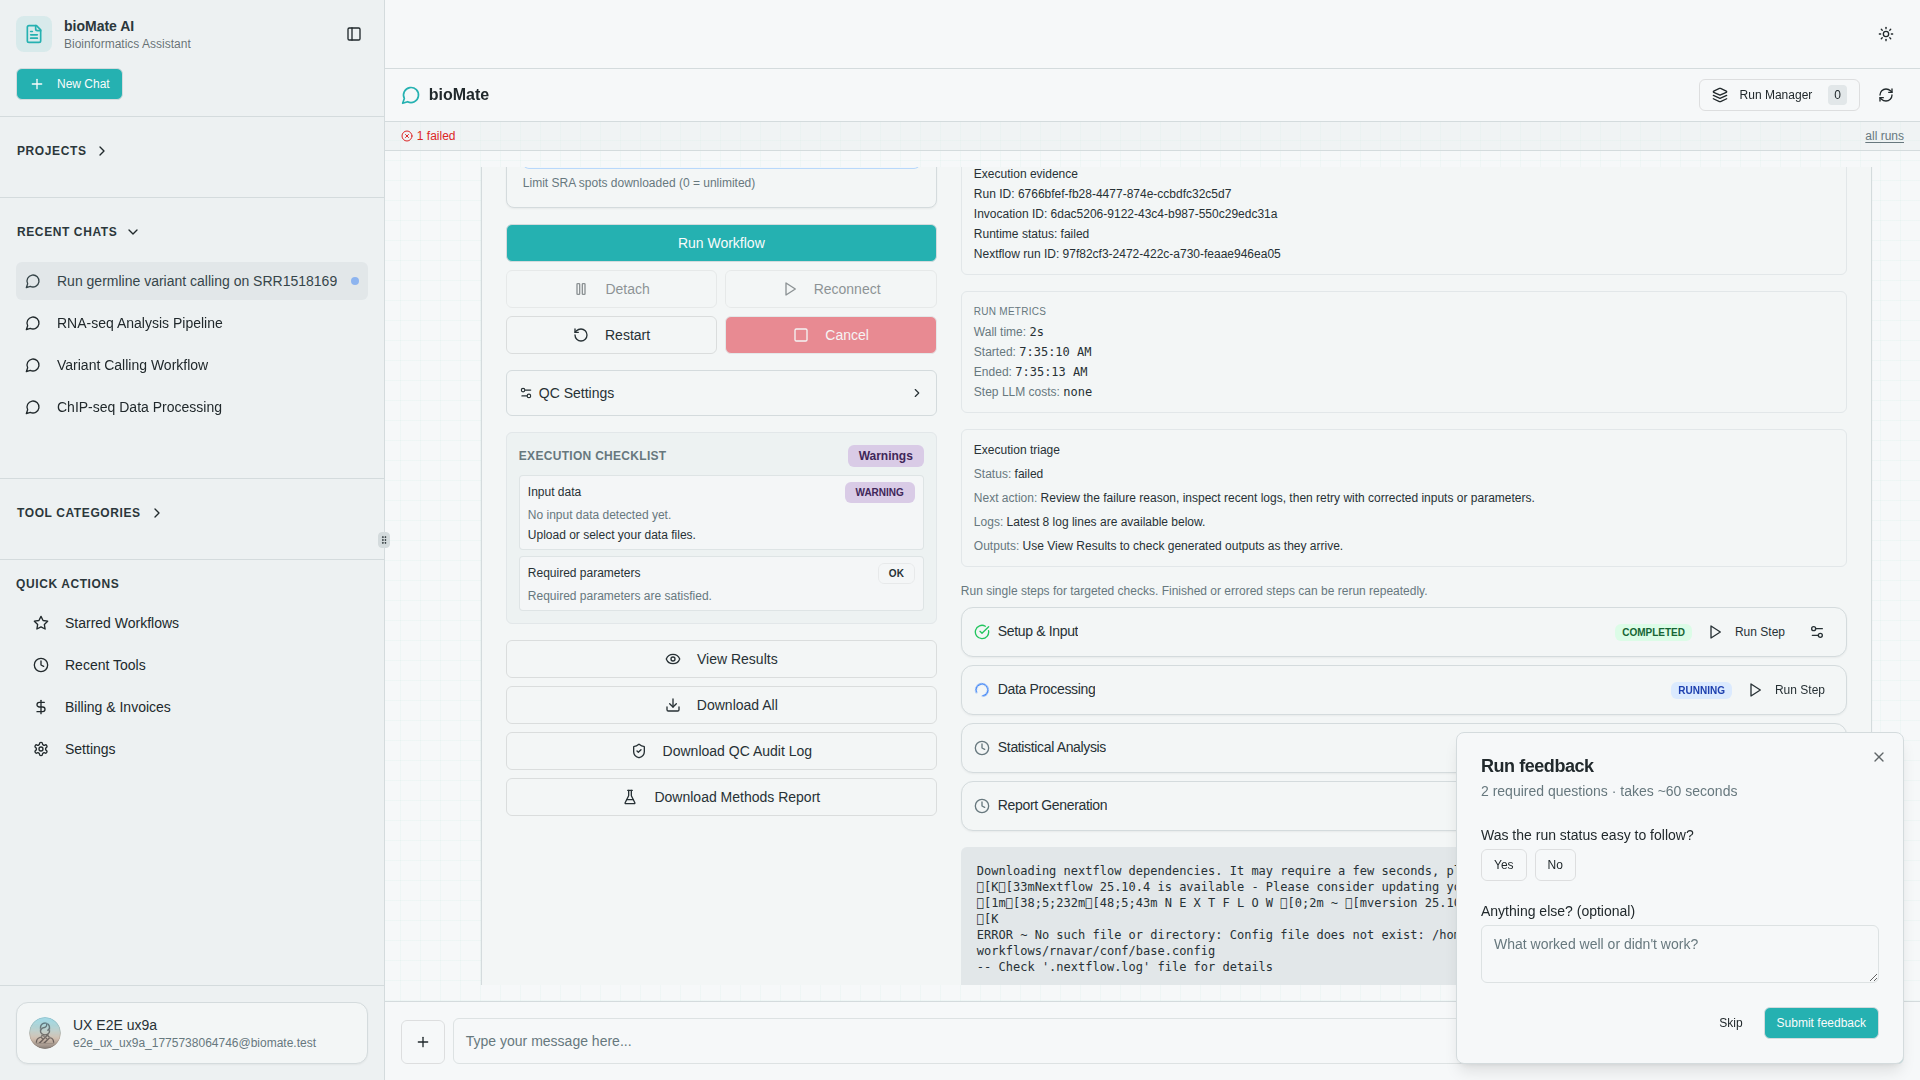 bioMate AI
Bioinformatics Assistant
New Chat
PROJECTS
RECENT CHATS
Run germline variant calling on SRR1518169
RNA-seq Analysis Pipeline
Variant Calling Workflow
ChIP-seq Data Processing
TOOL CATEGORIES
QUICK ACTIONS
Starred Workflows
Recent Tools
Billing & Invoices
Settings
UX E2E ux9a
e2e_ux_ux9a_1775738064746@biomate.test
bioMate
Run Manager 0
1 failed
all runs
Limit SRA spots downloaded (0 = unlimited)
Run Workflow
Detach
Reconnect
Restart
Cancel
QC Settings
EXECUTION CHECKLIST
Warnings
Input data
WARNING
No input data detected yet.
Upload or select your data files.
Required parameters
OK
Required parameters are satisfied.
View Results
Download All
Download QC Audit Log
Download Methods Report
Execution evidence
Run ID: 6766bfef-fb28-4477-874e-ccbdfc32c5d7
Invocation ID: 6dac5206-9122-43c4-b987-550c29edc31a
Runtime status: failed
Nextflow run ID: 97f82cf3-2472-422c-a730-feaae946ea05
RUN METRICS
Wall time: 2s
Started: 7:35:10 AM
Ended: 7:35:13 AM
Step LLM costs: none
Execution triage
Status: failed
Next action: Review the failure reason, inspect recent logs, then retry with corrected inputs or parameters.
Logs: Latest 8 log lines are available below.
Outputs: Use View Results to check generated outputs as they arrive.
Run single steps for targeted checks. Finished or errored steps can be rerun repeatedly.
Setup & Input
COMPLETED
Run Step
Data Processing
RUNNING
Run Step
Statistical Analysis
Report Generation
Downloading nextflow dependencies. It may require a few seconds,
[K[33mNextflow 25.10.4 is available - Please consider updating
[1m[38;5;232m[48;5;43m N E X T F L O W [0;2m ~ [mversion
[K
ERROR ~ No such file or directory: Config file does not exist:
workflows/rnavar/conf/base.config
-- Check '.nextflow.log' file for details
Type your message here...
Run feedback
2 required questions · takes ~60 seconds
Was the run status easy to follow?
Yes
No
Anything else? (optional)
What worked well or didn't work?
Skip
Submit feedback